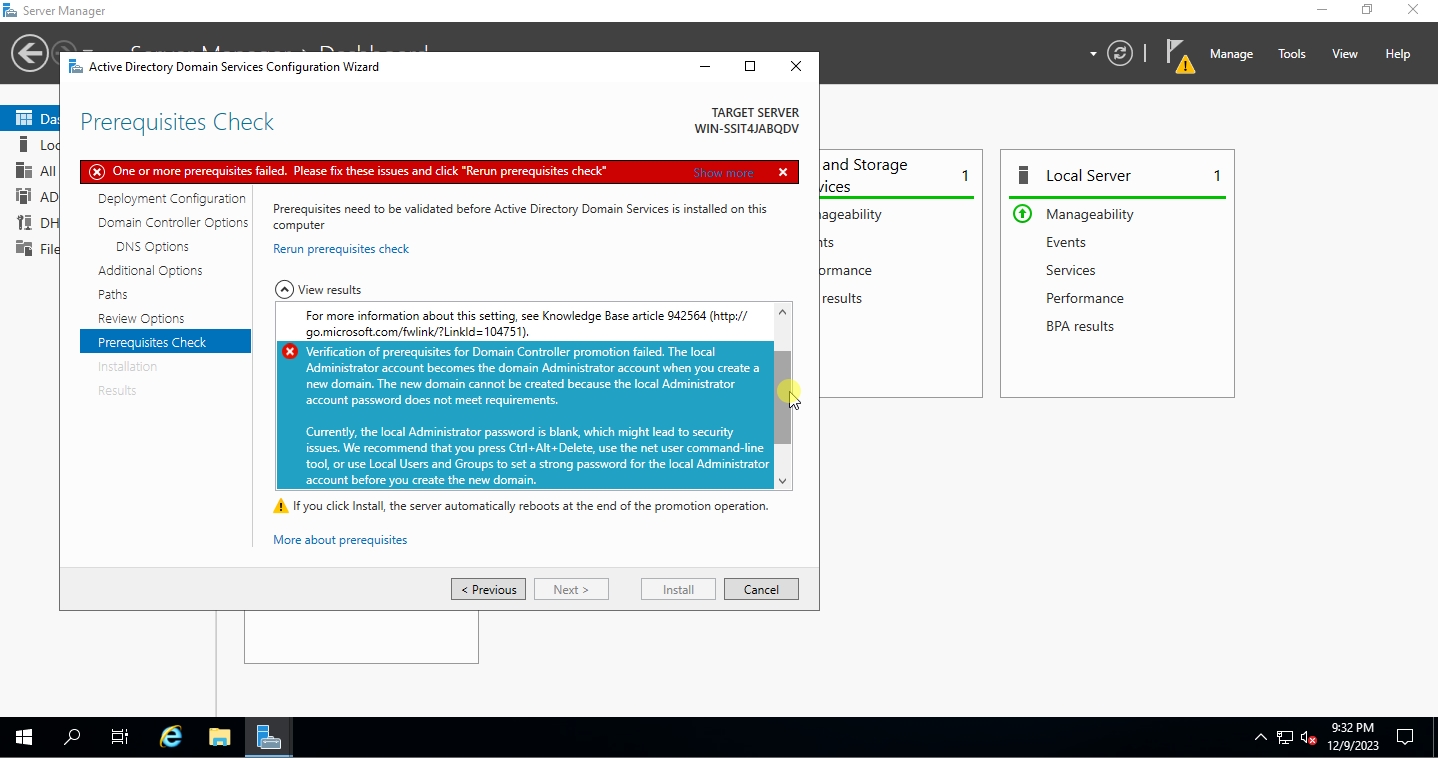 Server Manager
Active Directory Domain Services Configuration Wizard
Manage
Tools
View
Help
Prerequisites Check
TARGET SERVER
WIN-SSIT4JABQDV
One or more prerequisites failed. Please fix these issues and click "Rerun prerequisites check"
Show more
Deployment Configuration
Domain Controller Options
DNS Options
Additional Options
Paths
Review Options
Prerequisites Check
Installation
Results
Prerequisites need to be validated before Active Directory Domain Services is installed on this
computer
Rerun prerequisites check
View results
For more information about this setting, see Knowledge Base article 942564 (http://
go.microsoft.com/fwlink/?LinkId=104751).
Verification of prerequisites for Domain Controller promotion failed. The local
Administrator account becomes the domain Administrator account when you create a
new domain. The new domain cannot be created because the local Administrator
account password does not meet requirements.
Currently, the local Administrator password is blank, which might lead to security
issues. We recommend that you press Ctrl+Alt+Delete, use the net user command-line
tool, or use Local Users and Groups to set a strong password for the local Administrator
account before you create the new domain.
If you click Install, the server automatically reboots at the end of the promotion operation.
More about prerequisites
< Previous
Next >
Install
Cancel
All
AD
DH
File
and Storage
1
results
Local Server
1
Manageability
Events
Services
Performance
BPA results
9:32 PM
12/9/2023